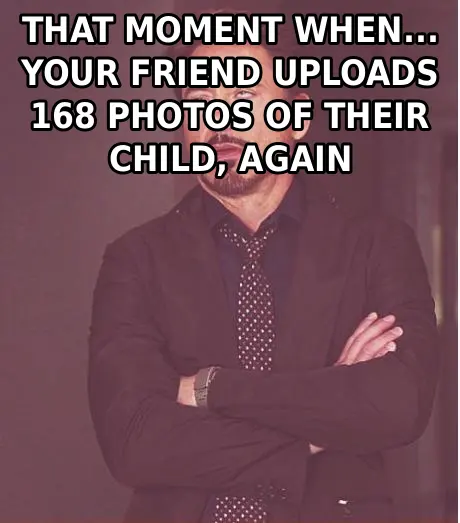 THAT MOMENT WHEN...
YOUR FRIEND UPLOADS
168 PHOTOS OF THEIR
CHILD, AGAIN